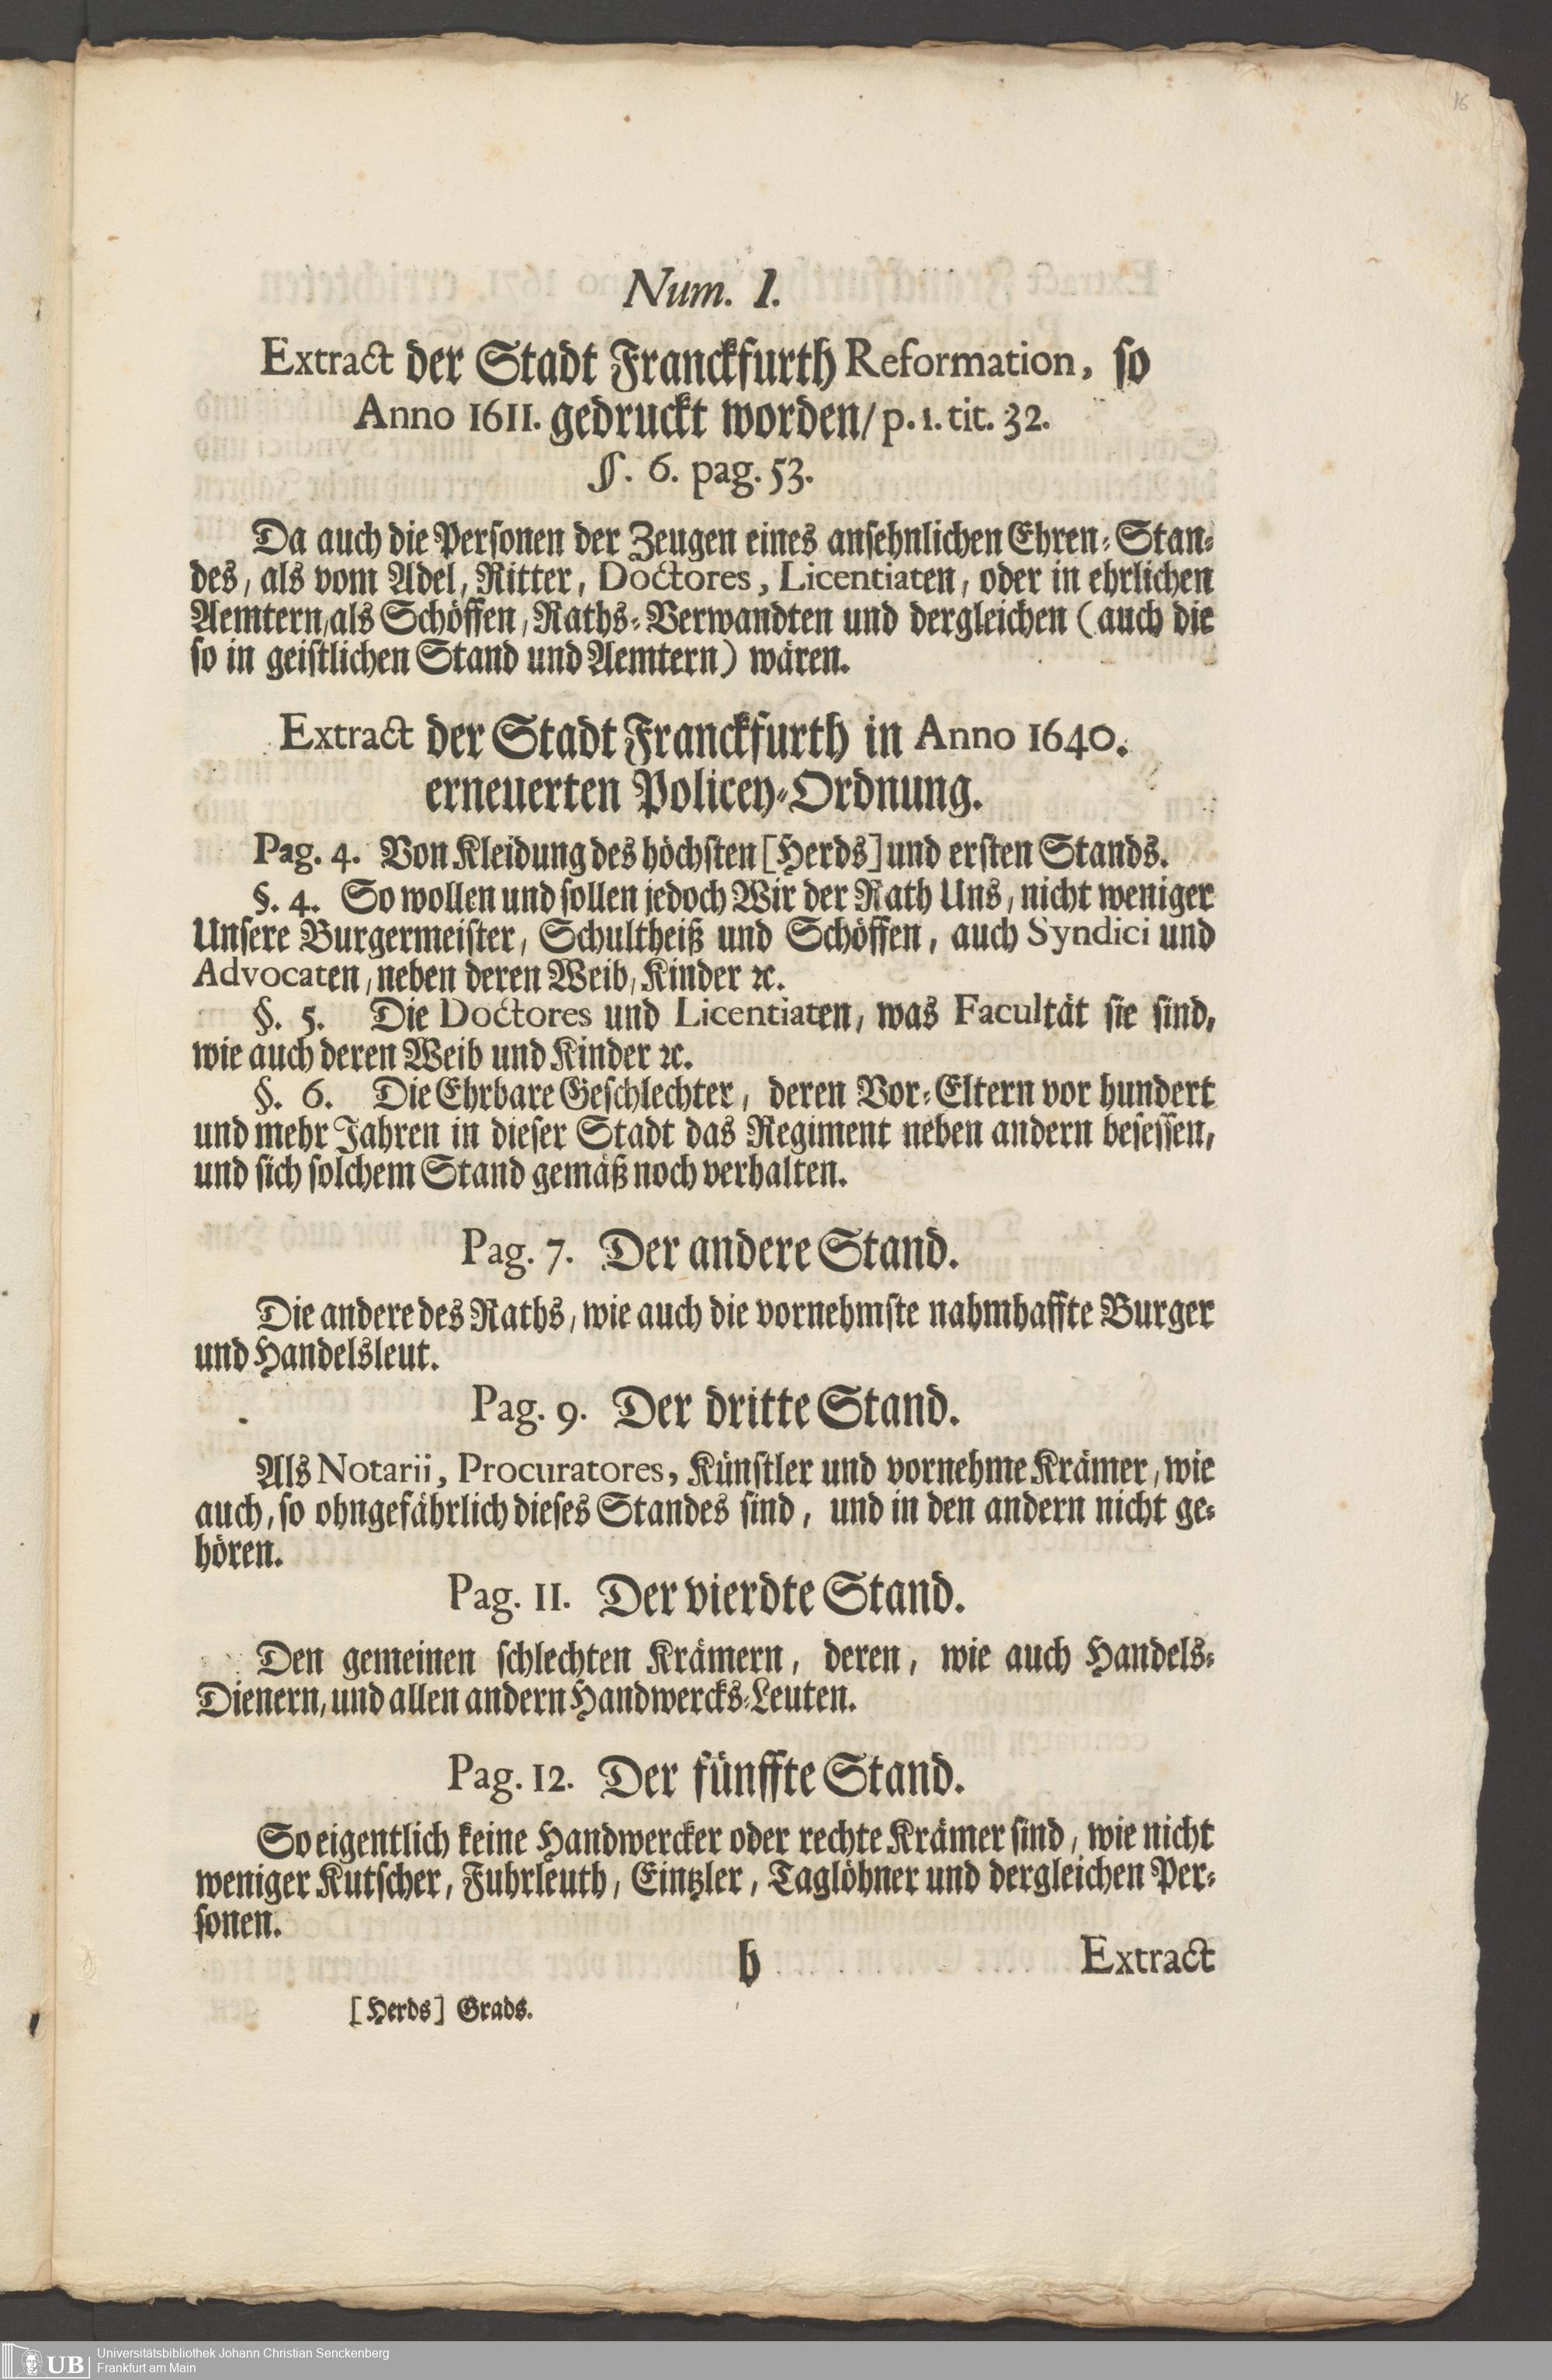 16
Num. I.
Extract der Stadt Franckfurth Reformation, so
Anno 1611. gedruckt worden/ p. 1. tit. 32.
§. 6. pag. 53.
Da auch die Personen der Zeugen eines ansehnlichen Ehren-Stan-
des, als vom Adel, Ritter, Doctores, Licentiaten, oder in ehrlichen
Aemtern, als Schöffen, Raths-Verwandten und dergleichen (auch die
so in geistlichen Stand und Aemtern) wären.
Extract der Stadt Franckfurth in Anno 1640.
erneuerten Policey-Ordnung.
Pag. 4. Von Kleidung des höchsten [Herds] und ersten Stands.
§. 4. So wollen und sollen jedoch Wir der Rath Uns, nicht weniger
Unsere Burgermeister, Schultheiß und Schöffen, auch Syndici und
Advocaten, neben deren Weib, Kinder ꝛc.
§. 5. Die Doctores und Licentiaten, was Facultät sie sind,
wie auch deren Weib und Kinder ꝛc.
§. 6. Die Ehrbare Geschlechter, deren Vor-Eltern vor hundert
und mehr Jahren in dieser Stadt das Regiment neben andern besessen,
und sich solchem Stand gemäß noch verhalten.
Pag. 7. Der andere Stand.
Die andere des Raths, wie auch die vornehmste nahmhaffte Burger
und Handelsleut.
Pag. 9. Der dritte Stand.
Als Notarii, Procuratores, Künstler und vornehme Krämer, wie
auch, so ohngefährlich dieses Standes sind, und in den andern nicht ge-
hören.
Pag. 11. Der vierdte Stand.
Den gemeinen schlechten Krämern, deren, wie auch Handels-
Dienern, und allen andern Handwercks-Leuten.
Pag. 12. Der fünffte Stand.
So eigentlich keine Handwercker oder rechte Krämer sind, wie nicht
weniger Kutscher, Fuhrleuth, Eintzler, Taglöhner und dergleichen Per-
sonen.
b Extract
[Herds] Grads.
UB Universitätsbibliothek Johann Christian Senckenberg
Frankfurt am Main